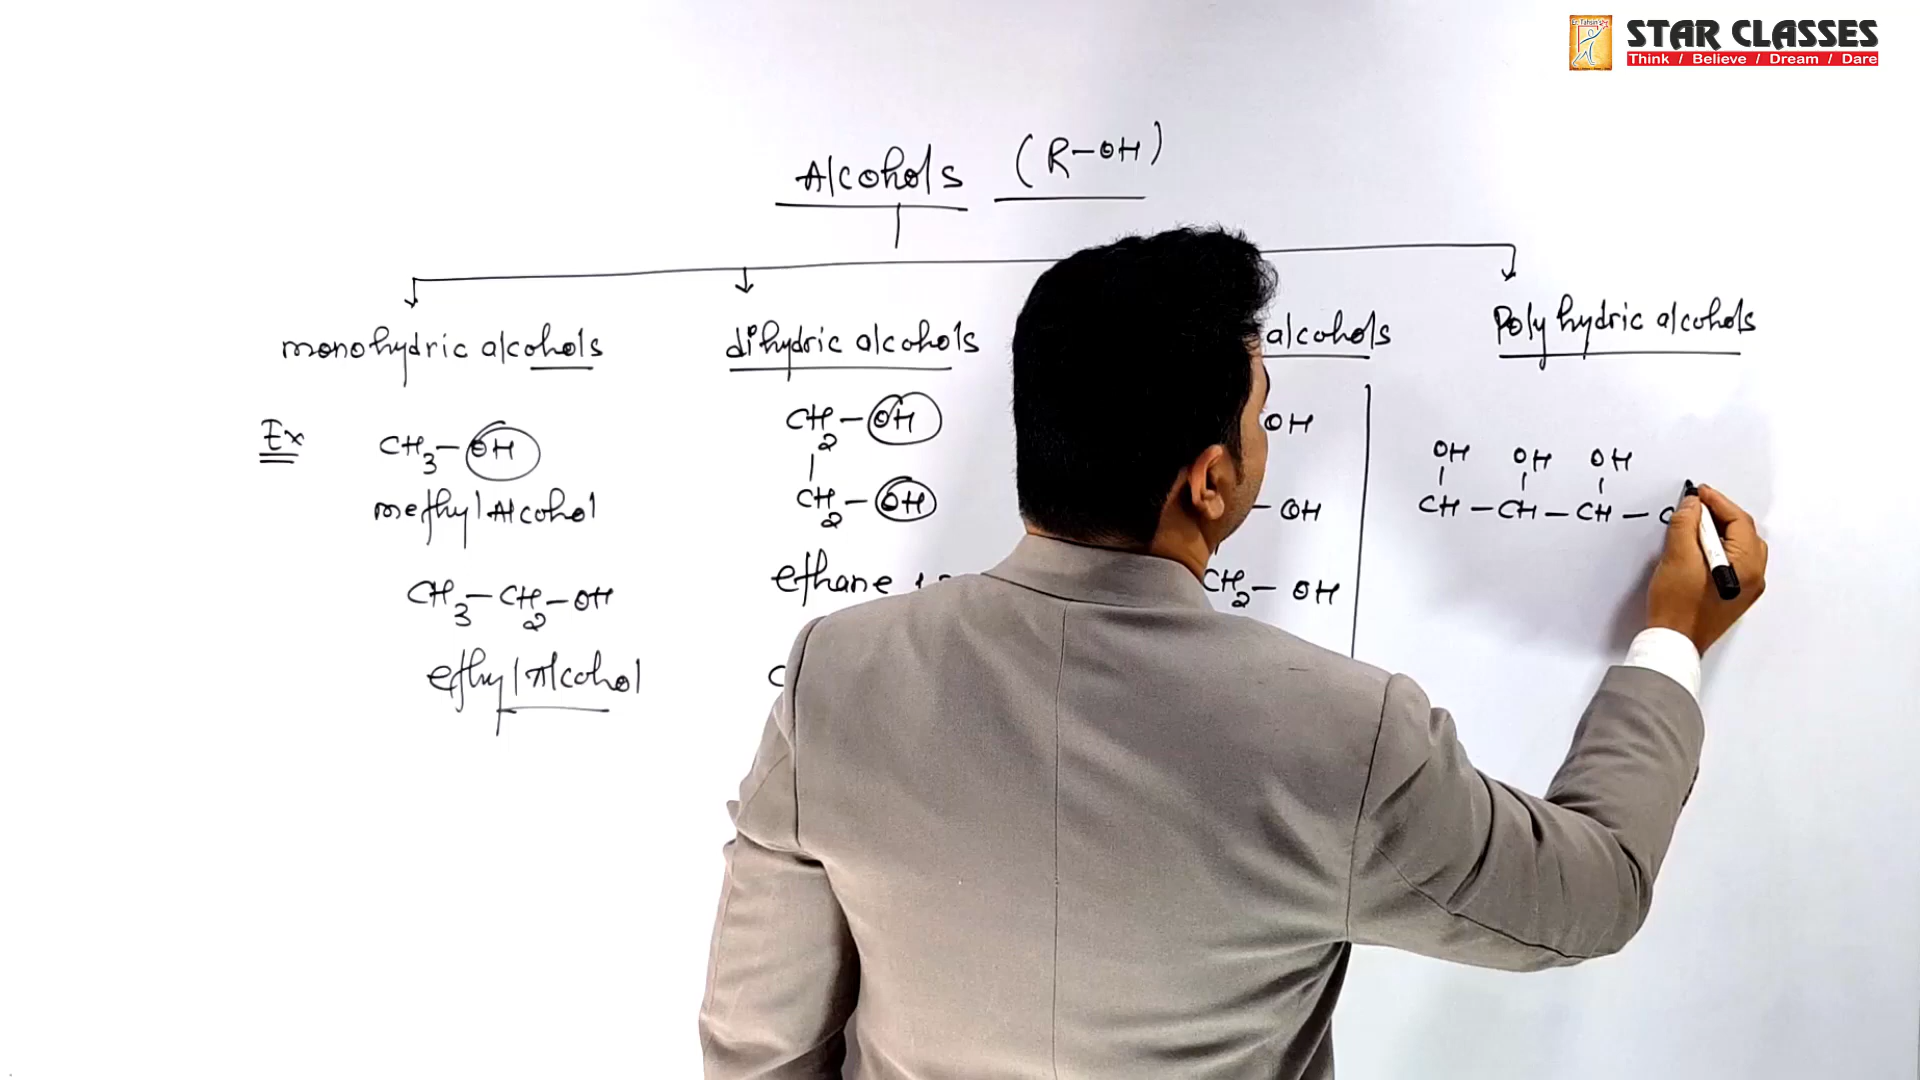 STAR CLASSES
Think / Believe / Dream / Dare
Alcohols (R-OH)
monohydric alcohols
dihydric alcohols
alcohols
Polyhydric alcohols
Ex
CH3-OH
methyl Alcohol
CH3-CH2-OH
ethyl Alcohol
CH2-OH
|
CH2-OH
ethane
OH
- OH
CH2- OH
OH OH OH
| | |
CH - CH - CH -